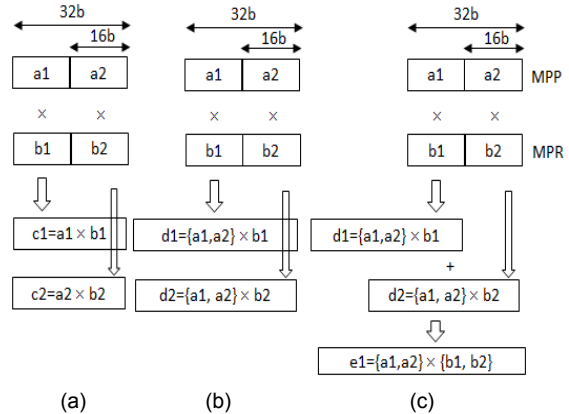 32b 32b 32b
16b 16b 16b
a1 a2 a1 a2 a1 a2 MPP
× × × × × ×
b1 b2 b1 b2 b1 b2 MPR
c1=a1 × b1 d1={a1,a2} × b1 d1={a1,a2} × b1
+
c2=a2 × b2 d2={a1, a2} × b2 d2={a1, a2} × b2
e1={a1,a2} × {b1, b2}
(a) (b) (c)